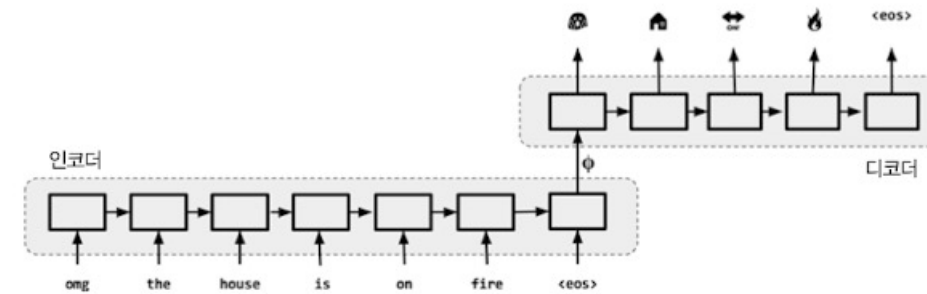 <eos>
인코더
ϕ
디코더
omg the house is on fire <eos>